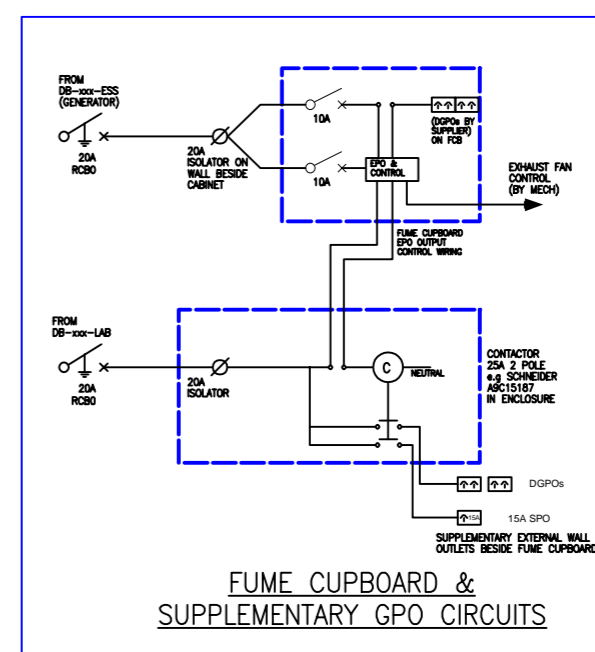 FROM
DB-xxx-ESS
(GENERATOR)
20A
RCBO
20A
ISOLATOR ON
WALL BESIDE
CABINET
10A
10A
(DGPOs BY
SUPPLIER)
ON FCB
EPO &
CONTROL
EXHAUST FAN
CONTROL
(BY MECH)
FUME CUPBOARD
EPO OUTPUT
CONTROL WIRING
FROM
DB-xxx-LAB
20A
RCBO
20A
ISOLATOR
C
NEUTRAL
CONTACTOR
25A 2 POLE
e.g SCHNEIDER
A9C15187
IN ENCLOSURE
DGPOs
15A
15A SPO
SUPPLEMENTARY EXTERNAL WALL
OUTLETS BESIDE FUME CUPBOARD
FUME CUPBOARD &
SUPPLEMENTARY GPO CIRCUITS